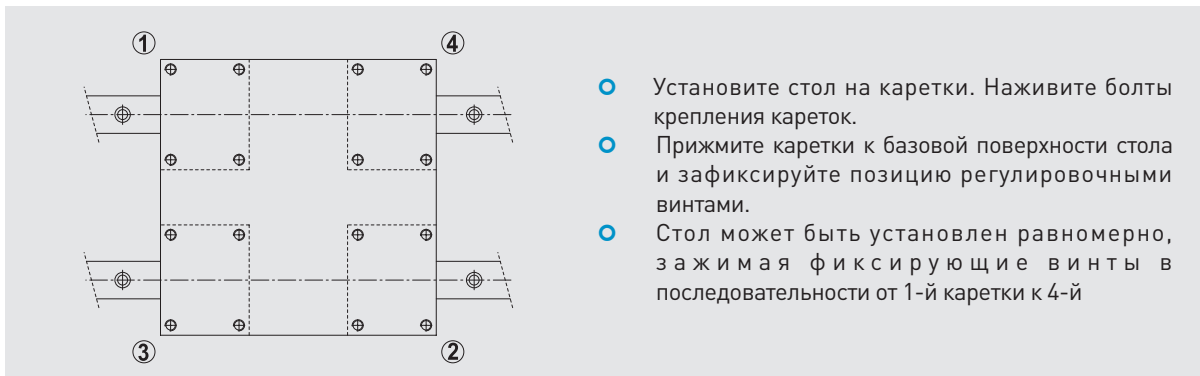 ① ④
Установите стол на каретки. Наживите болты
крепления кареток.
Прижмите каретки к базовой поверхности стола
и зафиксируйте позицию регулировочными
винтами.
Стол может быть установлен равномерно,
зажимая фиксирующие винты в
последовательности от 1-й каретки к 4-й
③ ②